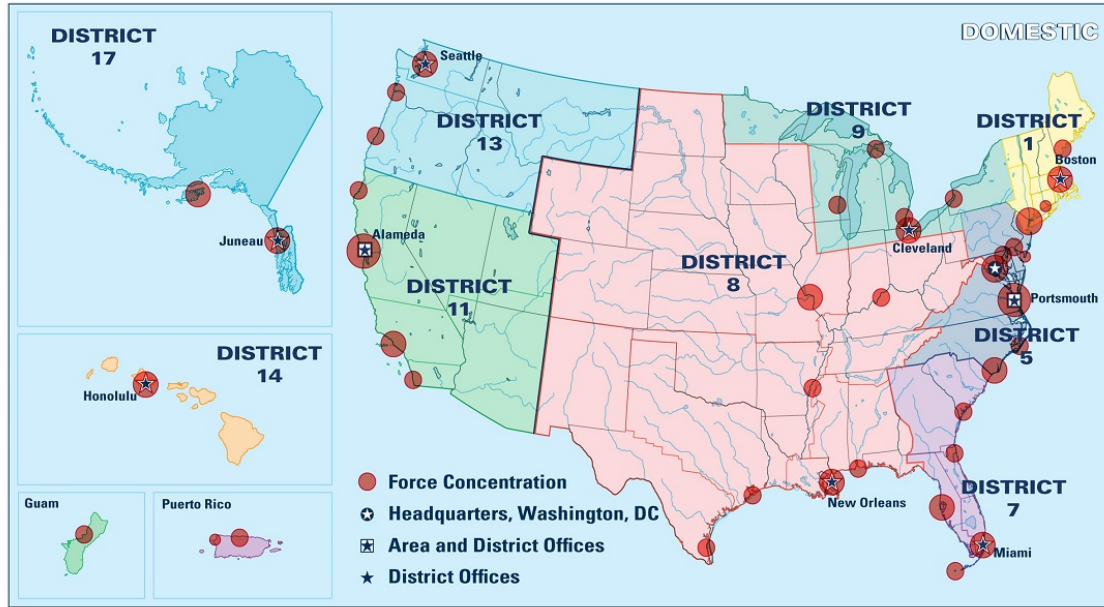 DOMESTIC
DISTRICT
17
Juneau
DISTRICT
14
Honolulu
Guam
Puerto Rico
Seattle
DISTRICT
13
Alameda
DISTRICT
11
DISTRICT
8
DISTRICT
9
Cleveland
DISTRICT
1
Boston
Portsmouth
DISTRICT
5
DISTRICT
7
New Orleans
Miami
Force Concentration
Headquarters, Washington, DC
Area and District Offices
District Offices